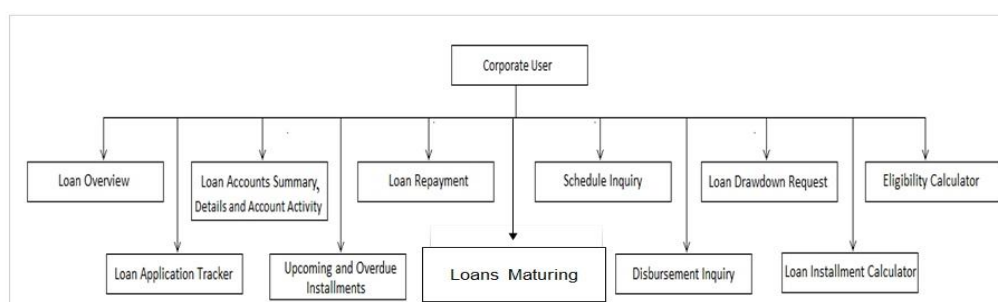 Corporate User
Loan Overview
Loan Accounts Summary,
Details and Account Activity
Loan Repayment
Schedule Inquiry
Loan Drawdown Request
Eligibility Calculator
Loan Application Tracker
Upcoming and Overdue
Installments
Loans Maturing
Disbursement Inquiry
Loan Installment Calculator